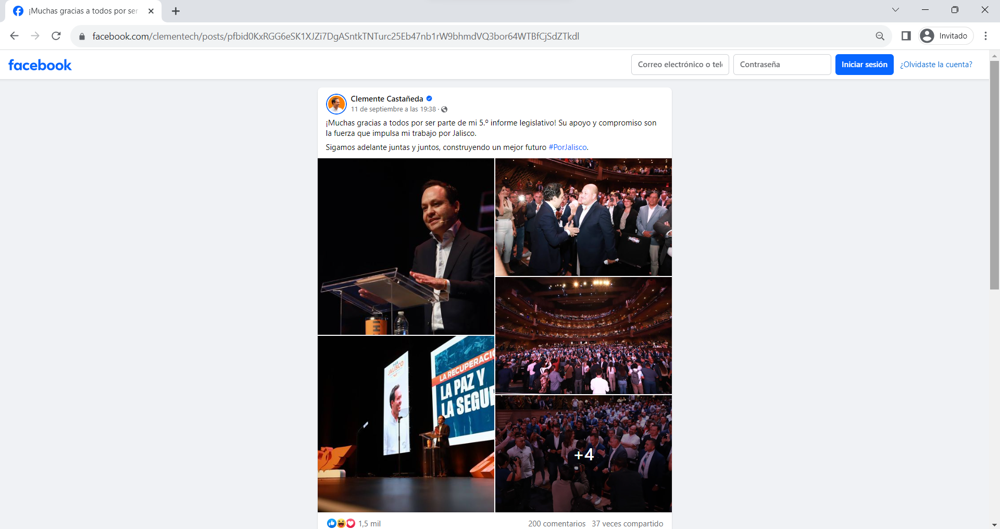 ¡Muchas gracias a todos por ser
facebook.com/clementech/posts/pfbid0KxRGG6eSK1XJZi7DgASntkTNTurc25Eb47nb1rW9bhmdVQ3bor64WTBfCjSdZTkdl
Invitado
facebook
Correo electrónico o tel
Contraseña
Iniciar sesión
¿Olvidaste la cuenta?
Clemente Castañeda
11 de septiembre a las 19:38 ·
¡Muchas gracias a todos por ser parte de mi 5.º informe legislativo! Su apoyo y compromiso son
la fuerza que impulsa mi trabajo por Jalisco.
Sigamos adelante juntas y juntos, construyendo un mejor futuro #PorJalisco.
POR
JALISCO
LA RECUPERACIÓ
LA PAZ Y
LA SEGU
+4
1,5 mil
200 comentarios
37 veces compartido